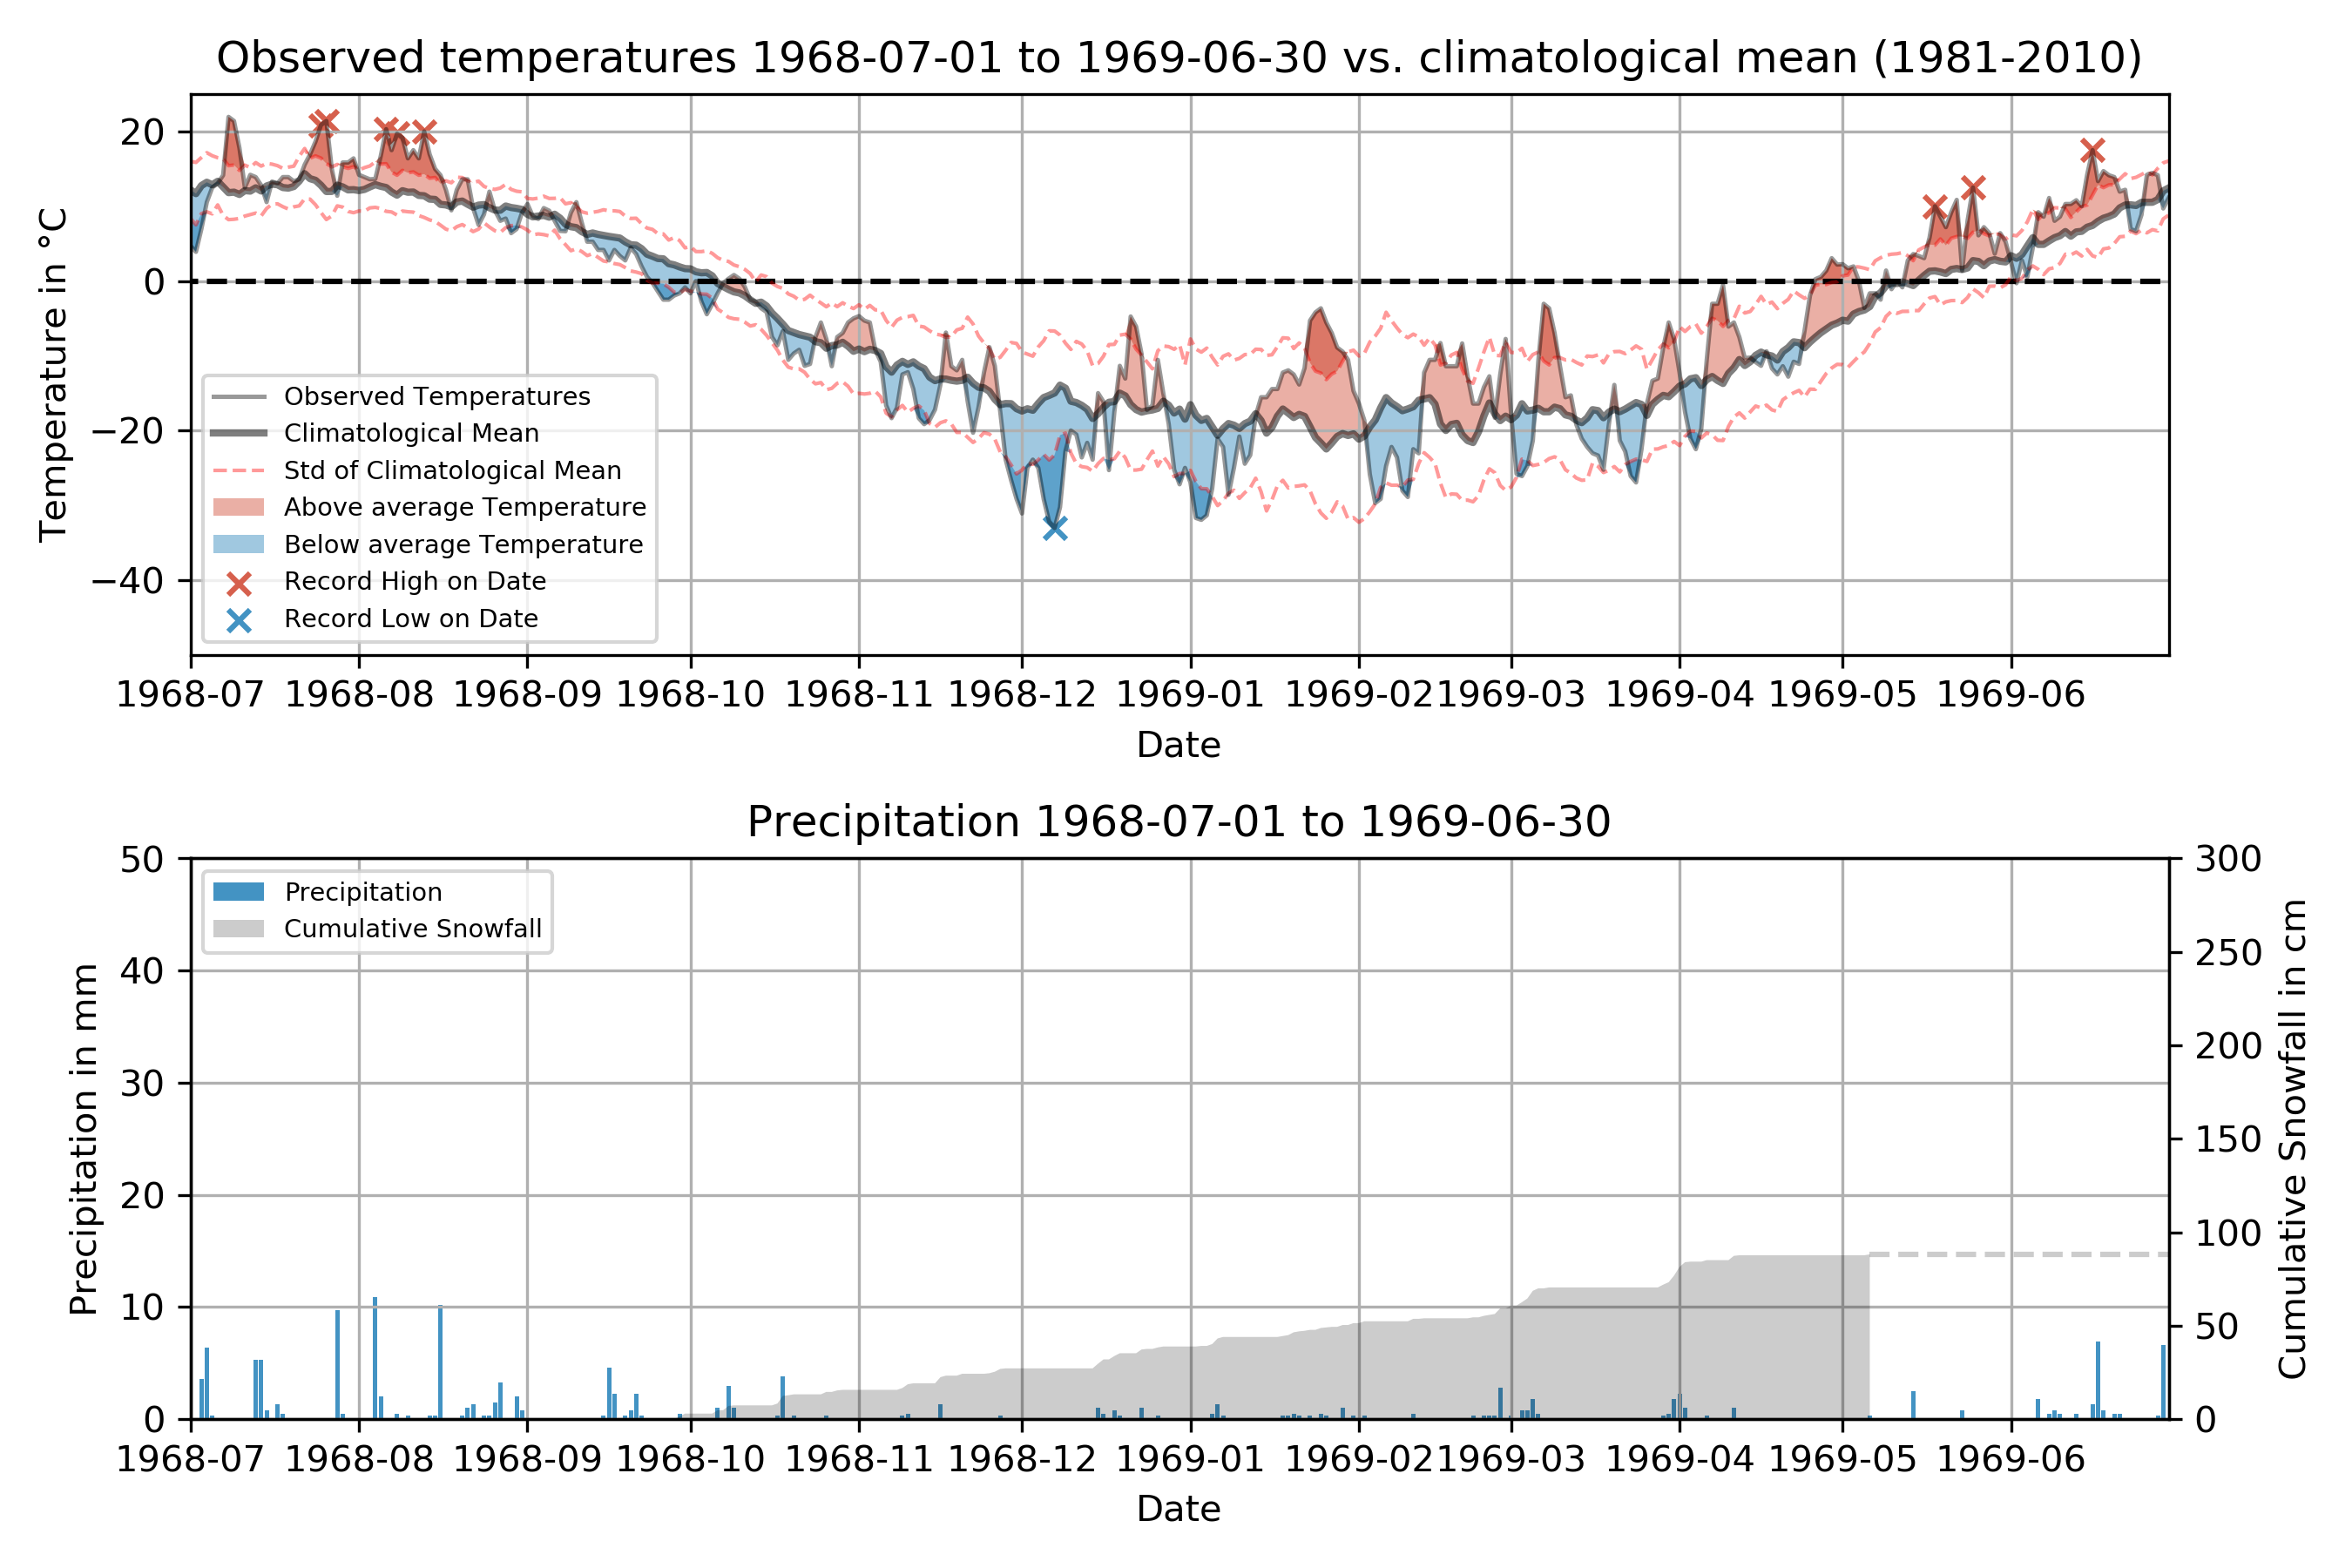 Observed temperatures 1968-07-01 to 1969-06-30 vs. climatological mean (1981-2010)
Temperature in °C
20
0
−20
−40
Observed Temperatures
Climatological Mean
Std of Climatological Mean
Above average Temperature
Below average Temperature
Record High on Date
Record Low on Date
1968-07 1968-08 1968-09 1968-10 1968-11 1968-12 1969-01 1969-02 1969-03 1969-04 1969-05 1969-06
Date
Precipitation 1968-07-01 to 1969-06-30
Precipitation in mm
50
40
30
20
10
0
Precipitation
Cumulative Snowfall
300
250
200
150
100
50
0
Cumulative Snowfall in cm
1968-07 1968-08 1968-09 1968-10 1968-11 1968-12 1969-01 1969-02 1969-03 1969-04 1969-05 1969-06
Date